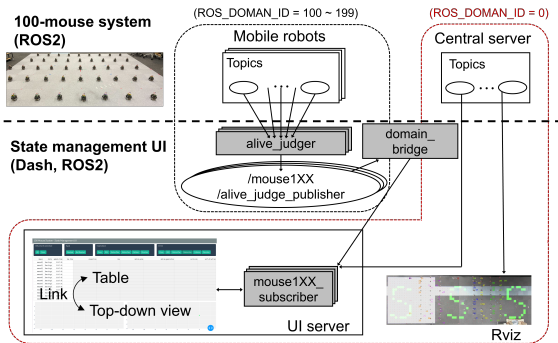 100-mouse system
(ROS2)
(ROS_DOMAN_ID = 100 ~ 199)
(ROS_DOMAN_ID = 0)
Mobile robots
Central server
Topics
Topics
State management UI
(Dash, ROS2)
alive_judger
domain_
bridge
/mouse1XX
/alive_judge_publisher
Table
Link
Top-down view
mouse1XX_
subscriber
UI server
Rviz